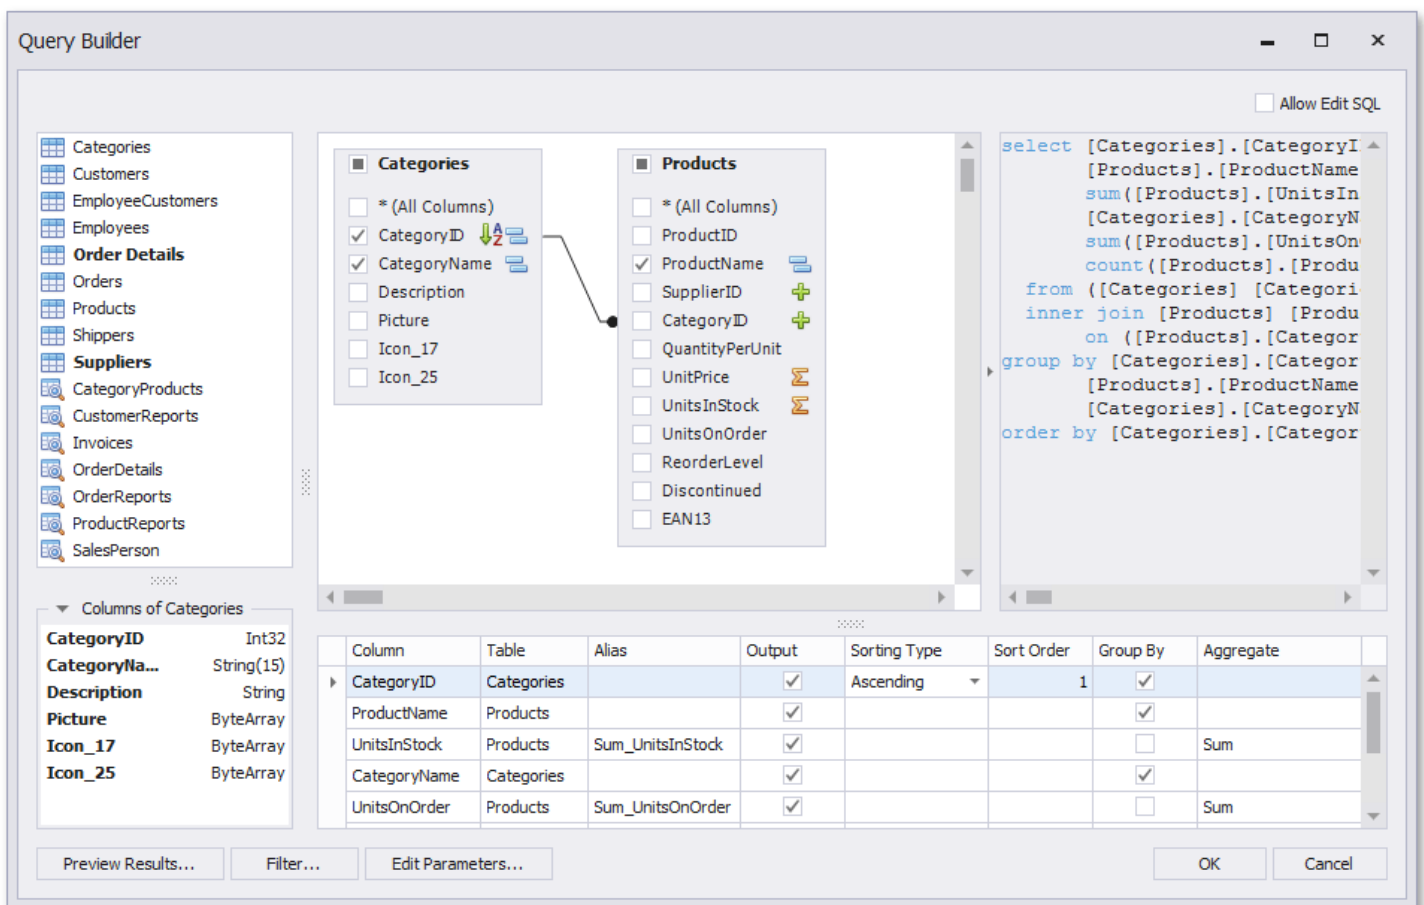 Query Builder
Allow Edit SQL
Categories
Customers
EmployeeCustomers
Employees
Order Details
Orders
Products
Shippers
Suppliers
CategoryProducts
CustomerReports
Invoices
OrderDetails
OrderReports
ProductReports
SalesPerson
Columns of Categories
CategoryID Int32
CategoryNa... String(15)
Description String
Picture ByteArray
Icon_17 ByteArray
Icon_25 ByteArray
Categories
* (All Columns)
CategoryID
CategoryName
Description
Picture
Icon_17
Icon_25
Products
* (All Columns)
ProductID
ProductName
SupplierID
CategoryID
QuantityPerUnit
UnitPrice
UnitsInStock
UnitsOnOrder
ReorderLevel
Discontinued
EAN13
select [Categories].[CategoryI
[Products].[ProductName
sum([Products].[UnitsIn
[Categories].[CategoryN
sum([Products].[UnitsOn
count([Products].[Produ
from ([Categories] [Categori
inner join [Products] [Produ
on ([Products].[Categor
group by [Categories].[Categor
[Products].[ProductName
[Categories].[CategoryN
order by [Categories].[Categor
Column Table Alias Output Sorting Type Sort Order Group By Aggregate
CategoryID Categories Ascending 1
ProductName Products
UnitsInStock Products Sum_UnitsInStock Sum
CategoryName Categories
UnitsOnOrder Products Sum_UnitsOnOrder Sum
Preview Results... Filter... Edit Parameters... OK Cancel